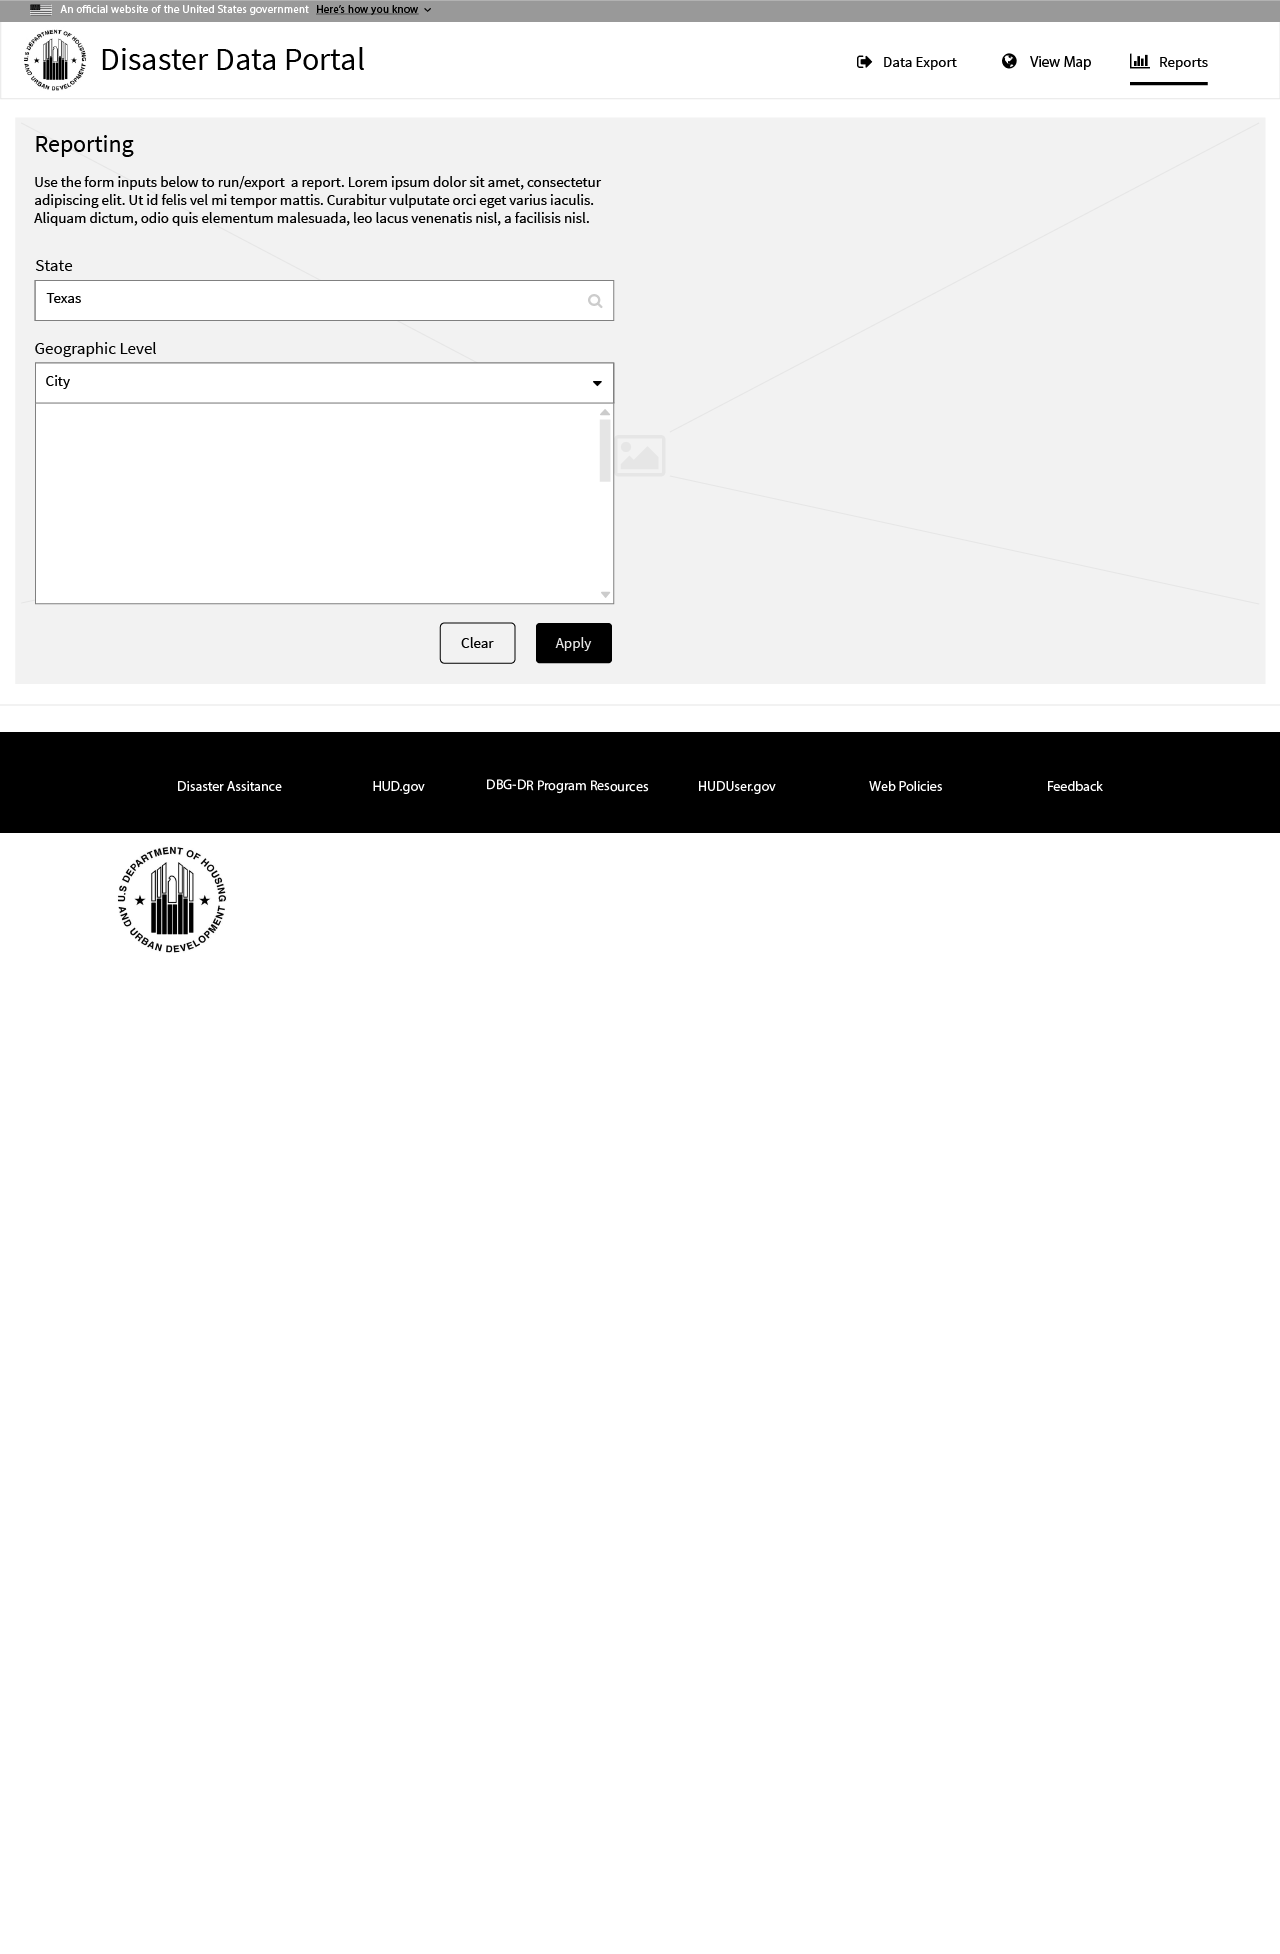 An official website of the United States government Here's how you know
U.S DEPARTMENT OF HOUSING AND URBAN DEVELOPMENT
Disaster Data Portal
Data Export
View Map
Reports
Reporting
Use the form inputs below to run/export  a report. Lorem ipsum dolor sit amet, consectetur
adipiscing elit. Ut id felis vel mi tempor mattis. Curabitur vulputate orci eget varius iaculis.
Aliquam dictum, odio quis elementum malesuada, leo lacus venenatis nisl, a facilisis nisl.
State
Texas
Geographic Level
City
Clear
Apply
Disaster Assitance
HUD.gov
DBG-DR Program Resources
HUDUser.gov
Web Policies
Feedback
U.S DEPARTMENT OF HOUSING
AND URBAN DEVELOPMENT